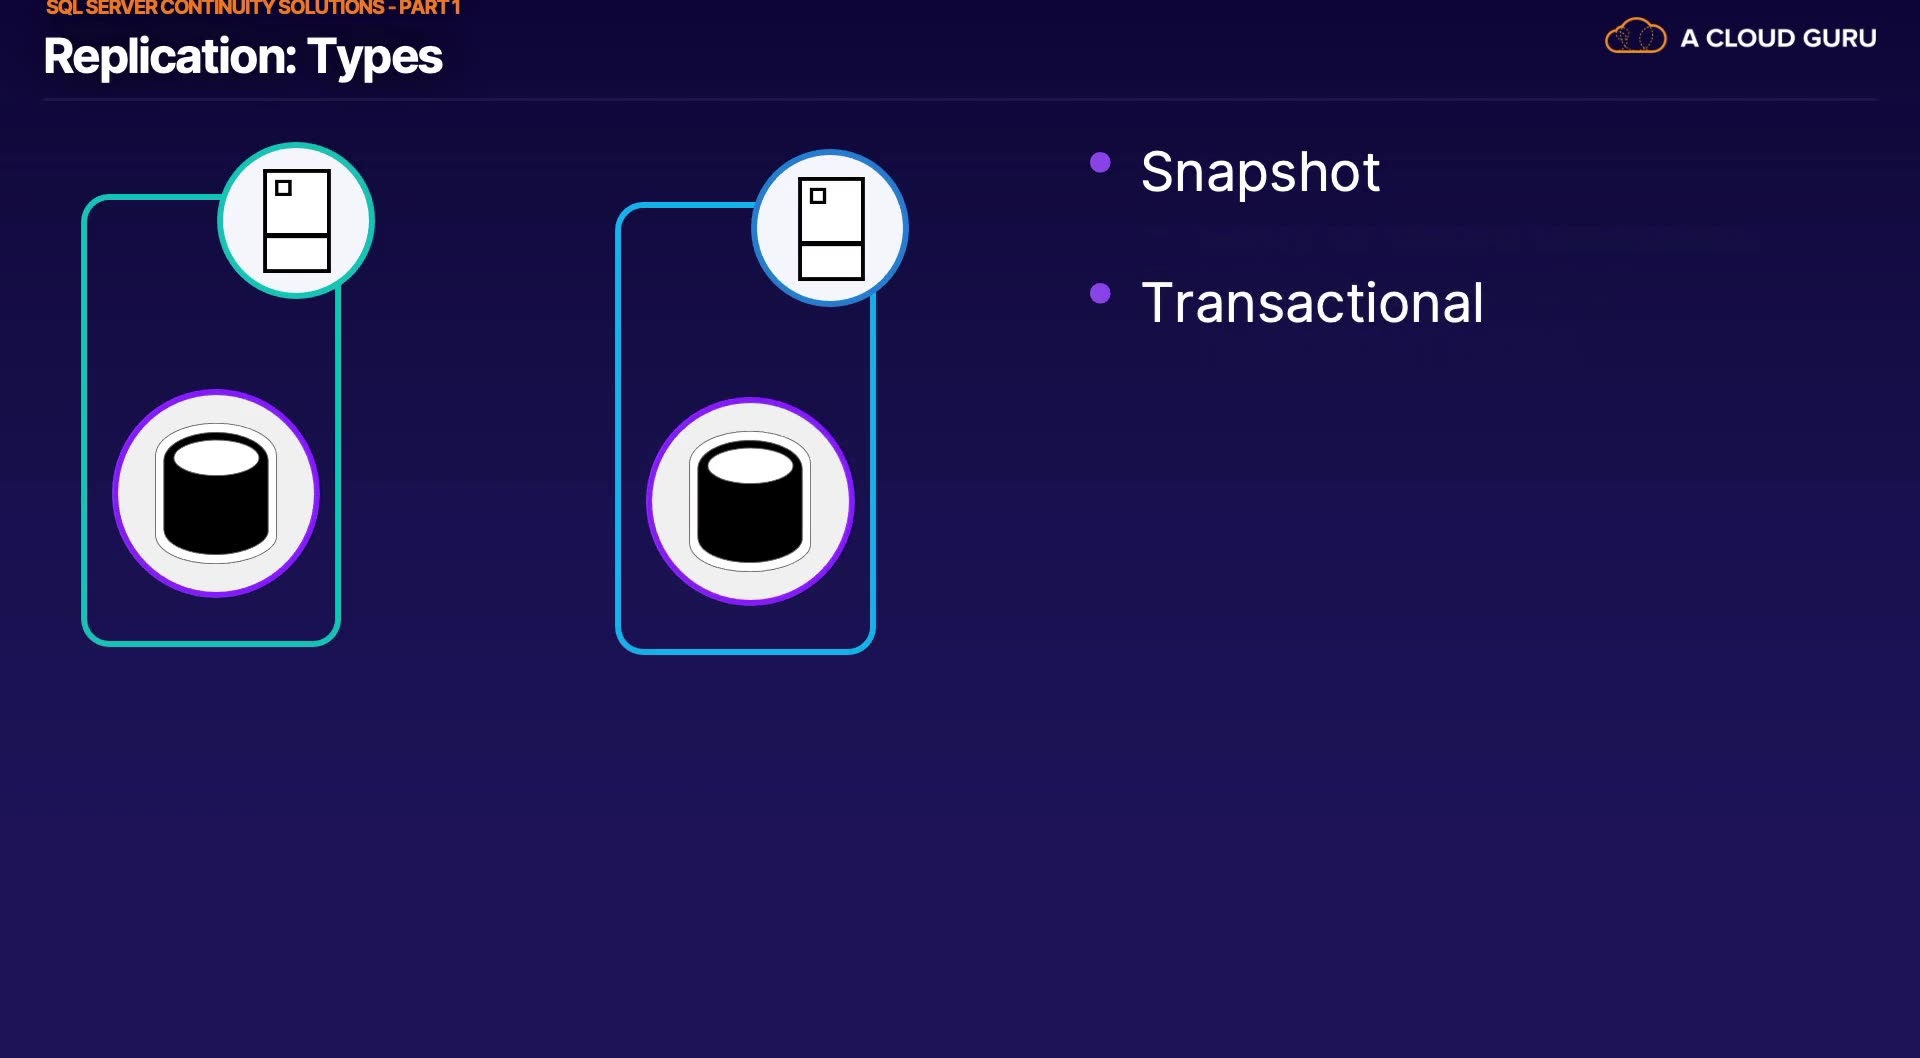 SQL SERVER CONTINUITY SOLUTIONS - PART 1
Replication: Types
A CLOUD GURU
Snapshot
Transactional